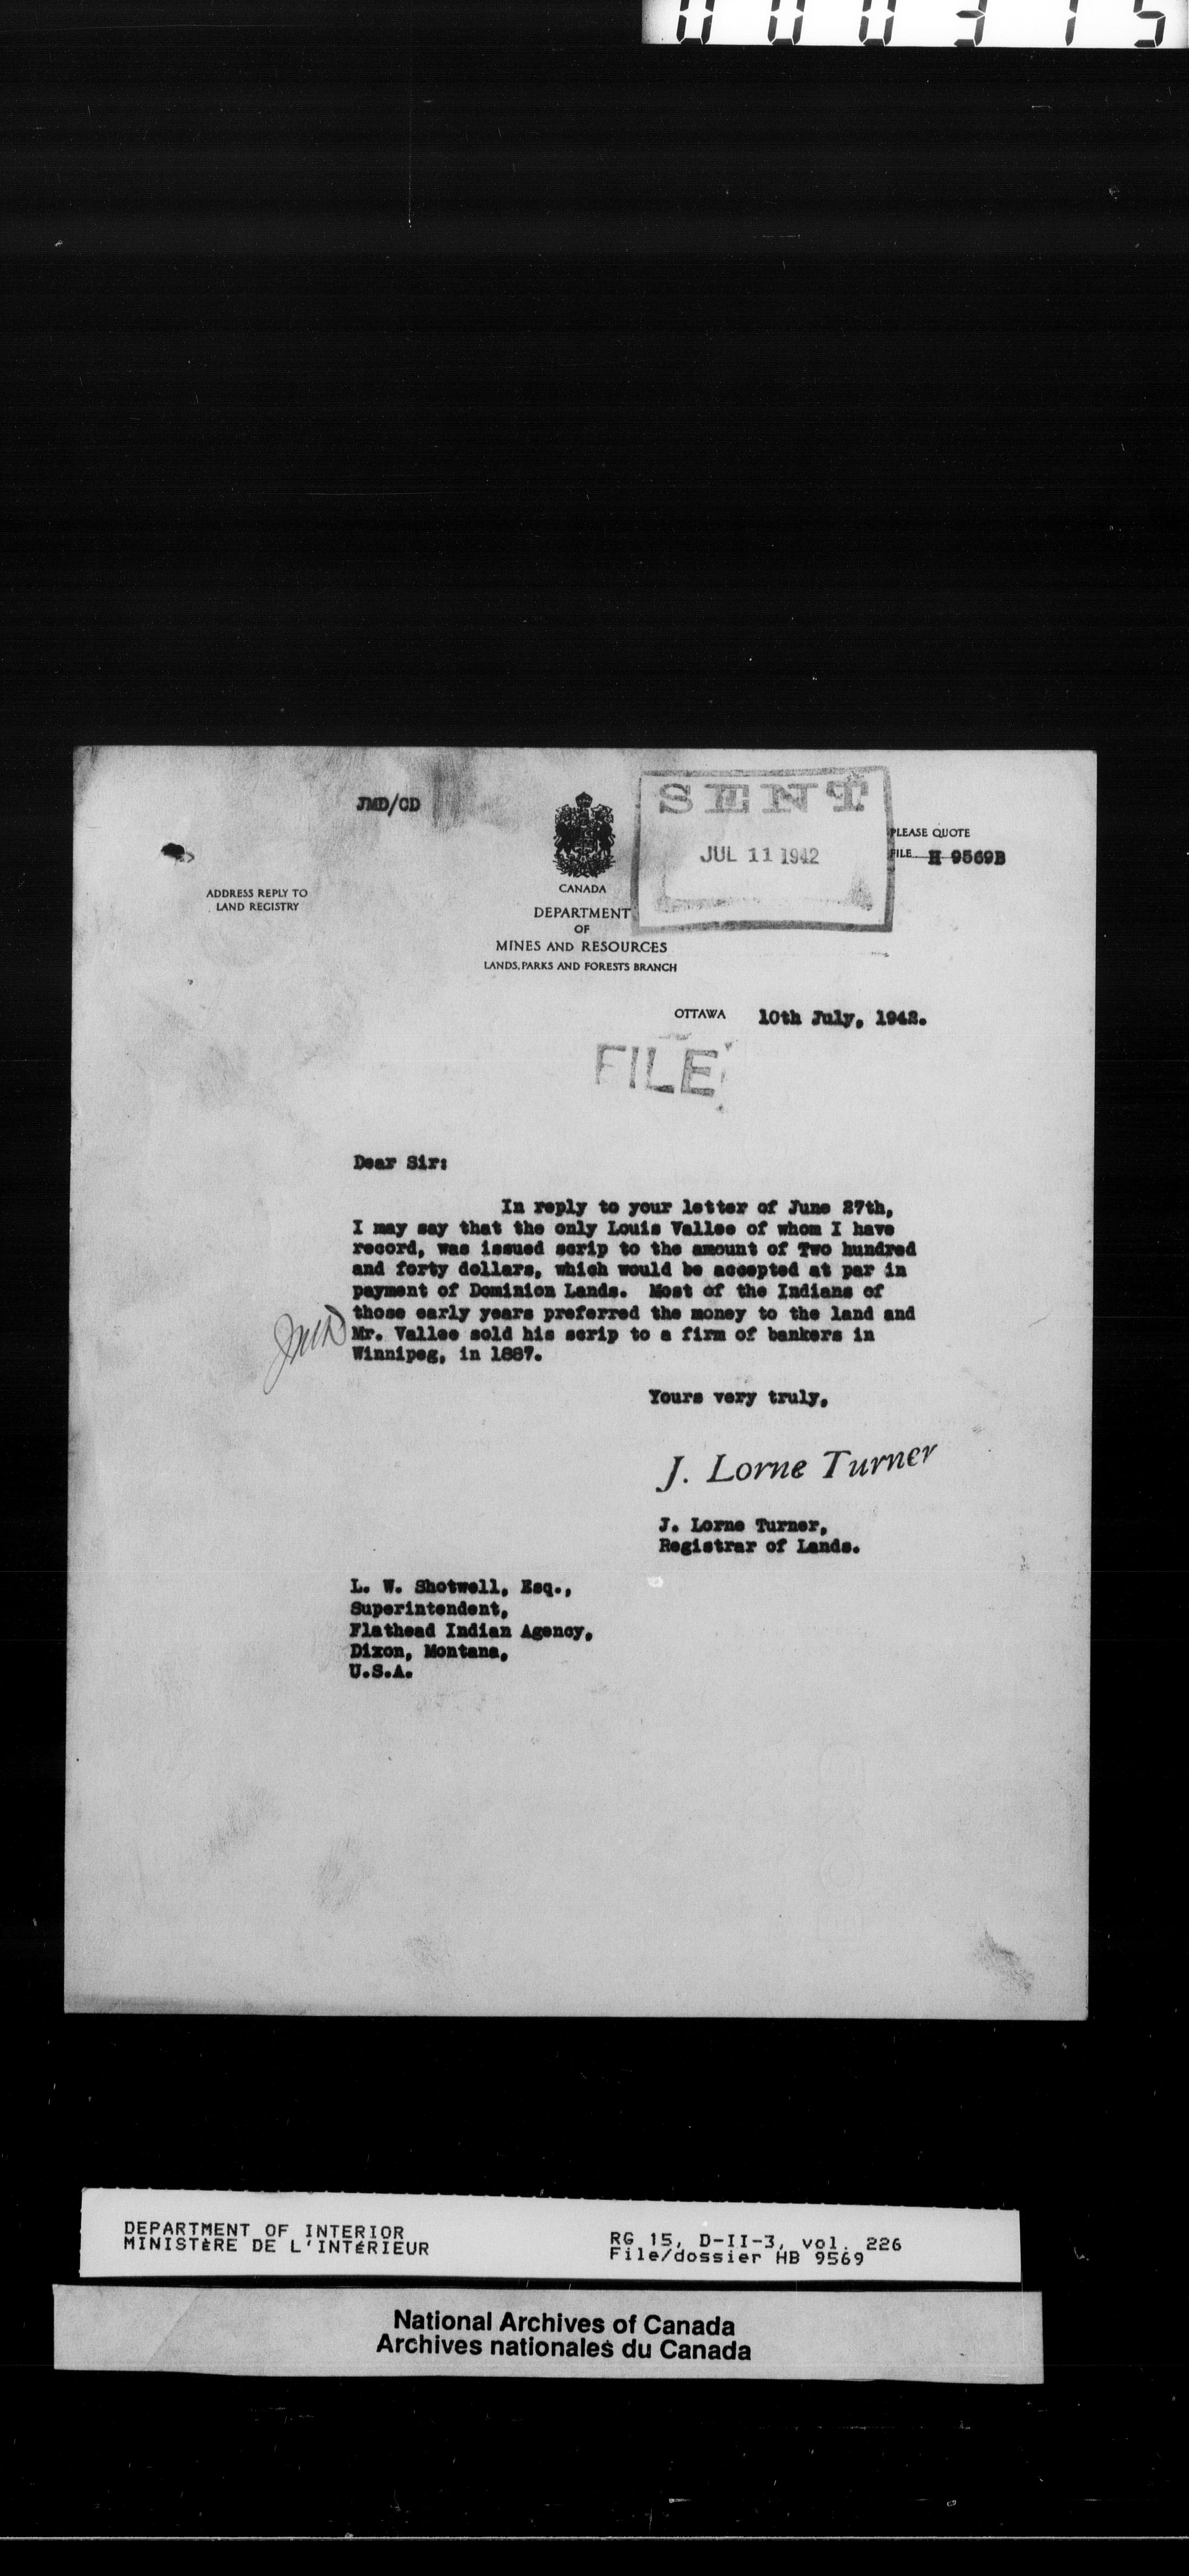 000315
JMD/CD
SENT
JUL 11 1942
PLEASE QUOTE
FILE H 9569B
ADDRESS REPLY TO
LAND REGISTRY
CANADA
DEPARTMENT
OF
MINES AND RESOURCES
LANDS, PARKS AND FORESTS BRANCH
OTTAWA 10th July, 1942.
FILE
Dear Sir:
In reply to your letter of June 27th,
I may say that the only Louis Vallee of whom I have
record, was issued scrip to the amount of Two hundred
and forty dollars, which would be accepted at par in
payment of Dominion Lands. Most of the Indians of
those early years preferred the money to the land and
Mr. Vallee sold his scrip to a firm of bankers in
Winnipeg, in 1887.
Yours very truly,
J. Lorne Turner
J. Lorne Turner,
Registrar of Lands.
L. W. Shotwell, Esq.,
Superintendent,
Flathead Indian Agency,
Dixon, Montana,
U.S.A.
DEPARTMENT OF INTERIOR
MINISTÈRE DE L'INTÉRIEUR
RG 15, D-II-3, vol. 226
File/dossier HB 9569
National Archives of Canada
Archives nationales du Canada